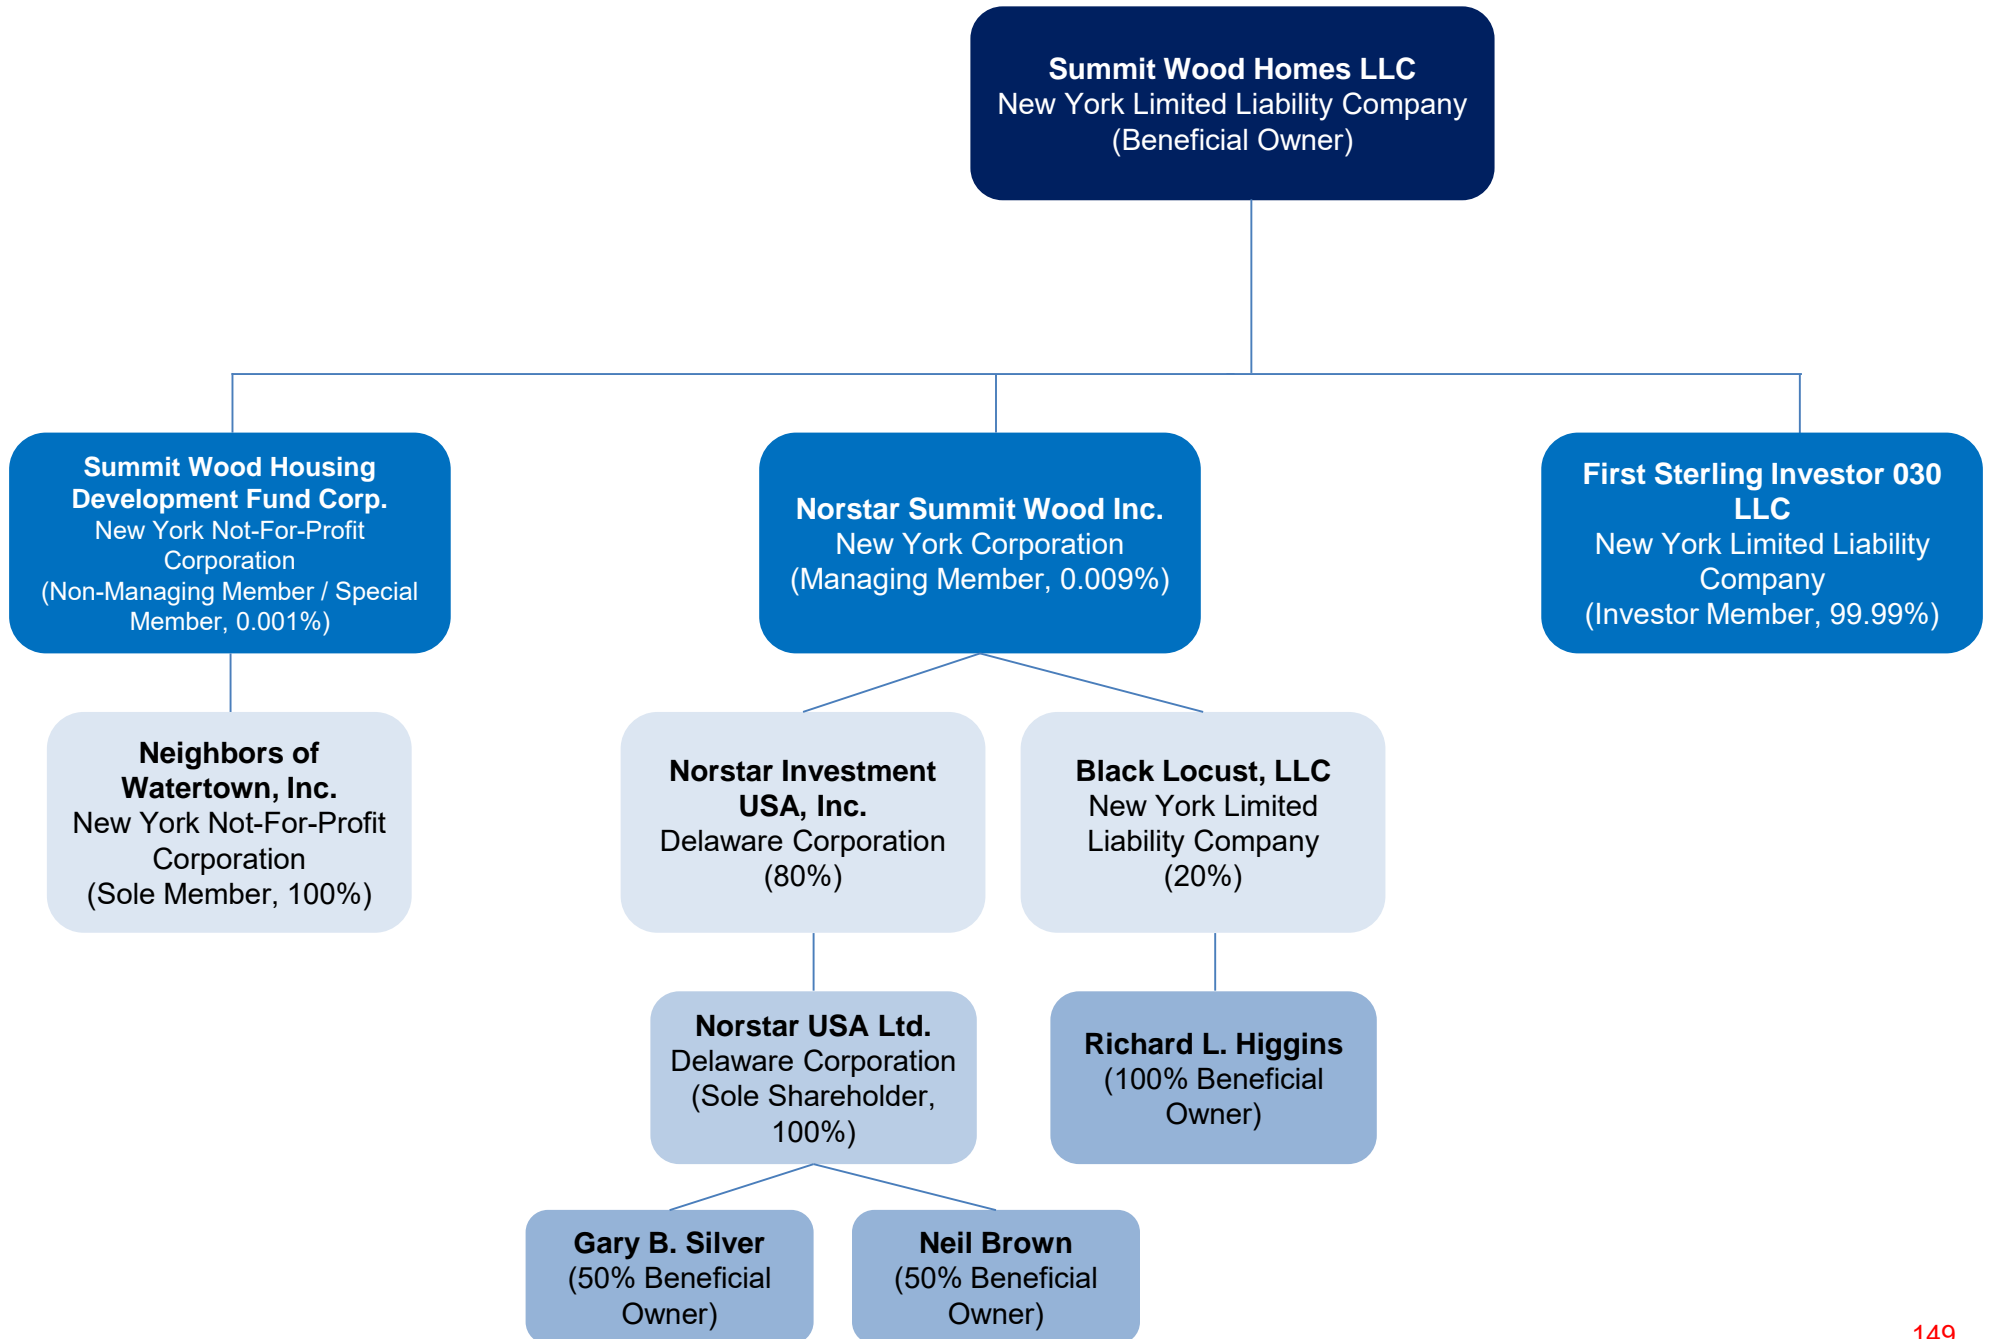 Summit Wood Homes LLC
New York Limited Liability Company
(Beneficial Owner)
Summit Wood Housing
Development Fund Corp.
New York Not-For-Profit
Corporation
(Non-Managing Member / Special
Member, 0.001%)
Norstar Summit Wood Inc.
New York Corporation
(Managing Member, 0.009%)
First Sterling Investor 030
LLC
New York Limited Liability
Company
(Investor Member, 99.99%)
Neighbors of
Watertown, Inc.
New York Not-For-Profit
Corporation
(Sole Member, 100%)
Norstar Investment
USA, Inc.
Delaware Corporation
(80%)
Black Locust, LLC
New York Limited
Liability Company
(20%)
Norstar USA Ltd.
Delaware Corporation
(Sole Shareholder,
100%)
Richard L. Higgins
(100% Beneficial
Owner)
Gary B. Silver
(50% Beneficial
Owner)
Neil Brown
(50% Beneficial
Owner)
149